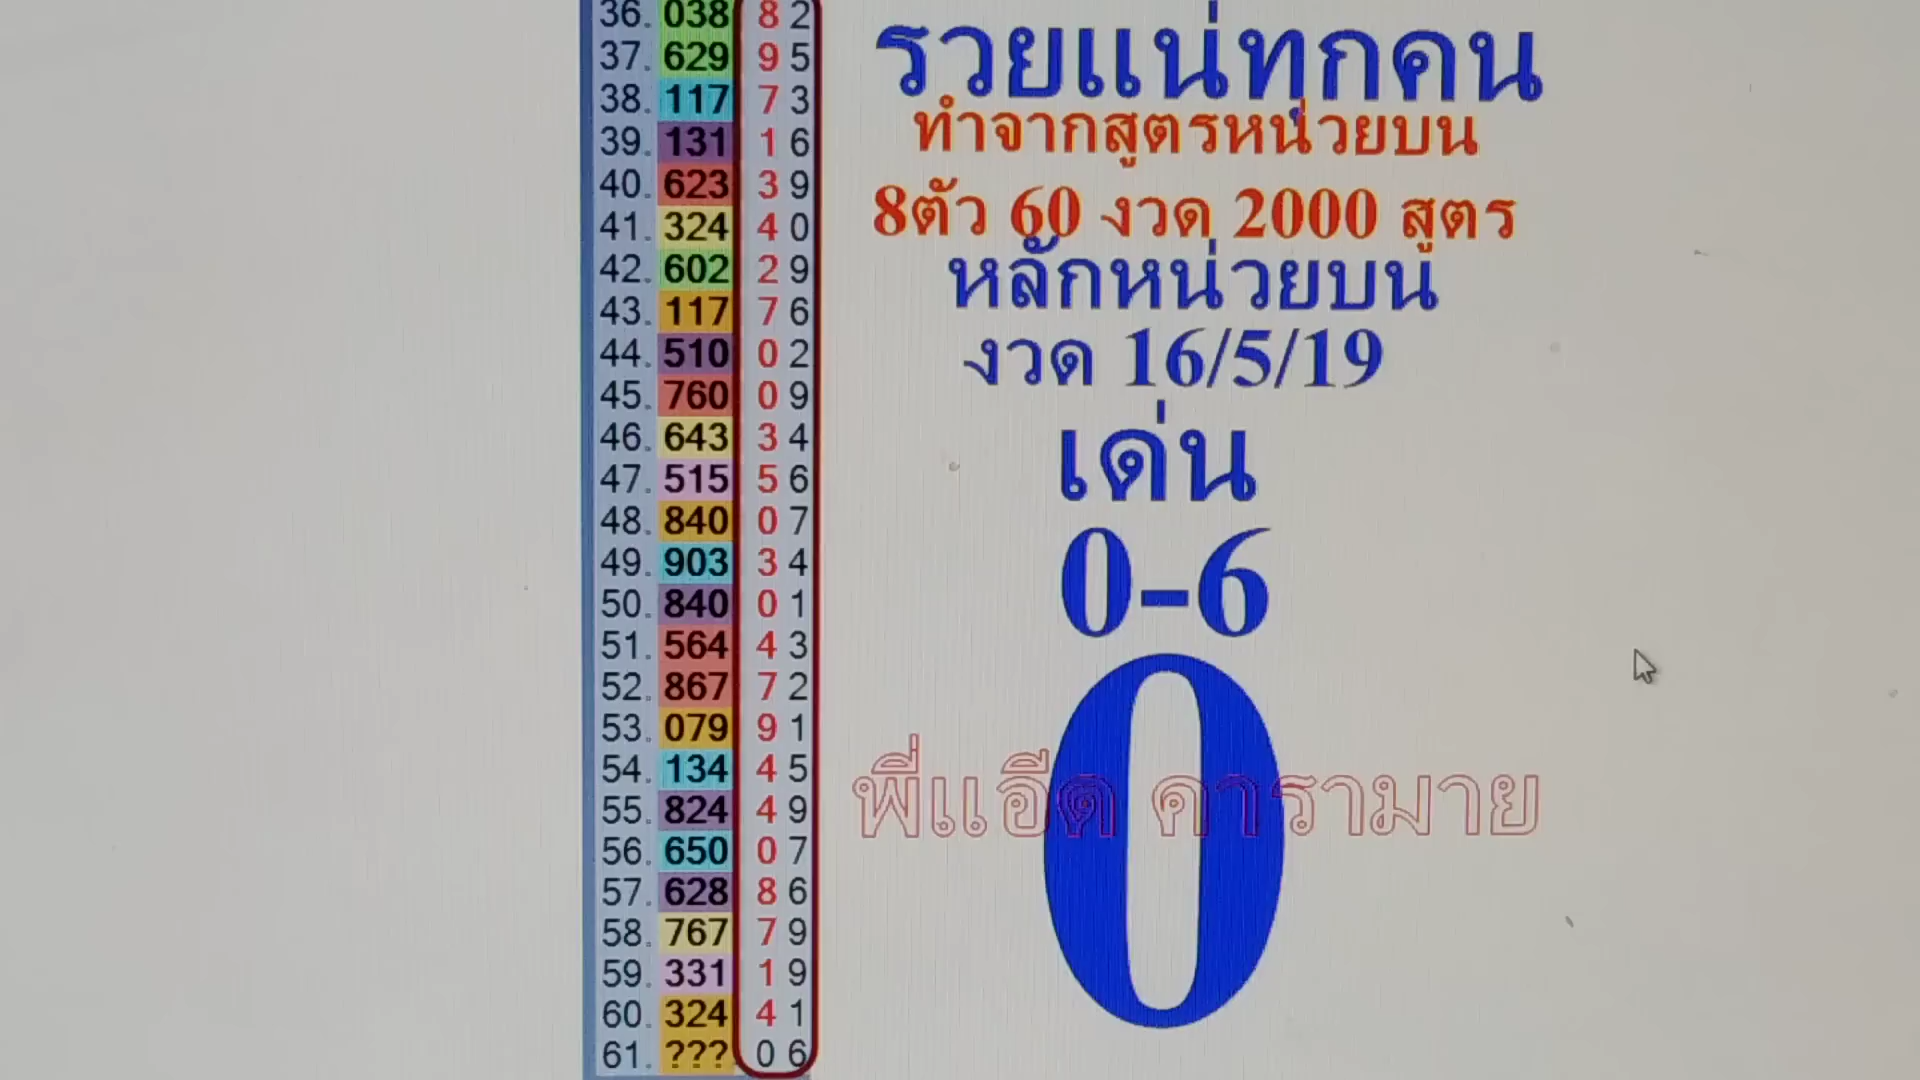 36. 038 8 2
37. 629 9 5
38. 117 7 3
39. 131 1 6
40. 623 3 9
41. 324 4 0
42. 602 2 9
43. 117 7 6
44. 510 0 2
45. 760 0 9
46. 643 3 4
47. 515 5 6
48. 840 0 7
49. 903 3 4
50. 840 0 1
51. 564 4 3
52. 867 7 2
53. 079 9 1
54. 134 4 5
55. 824 4 9
56. 650 0 7
57. 628 8 6
58. 767 7 9
59. 331 1 9
60. 324 4 1
61. ??? 0 6
รวยแน่ทุกคน
ทำจากสูตรหน่วยบน
8ตัว 60 งวด 2000 สูตร
หลักหน่วยบน
งวด 16/5/19
เด่น
0-6
0
พี่แอ๊ด คารามาย